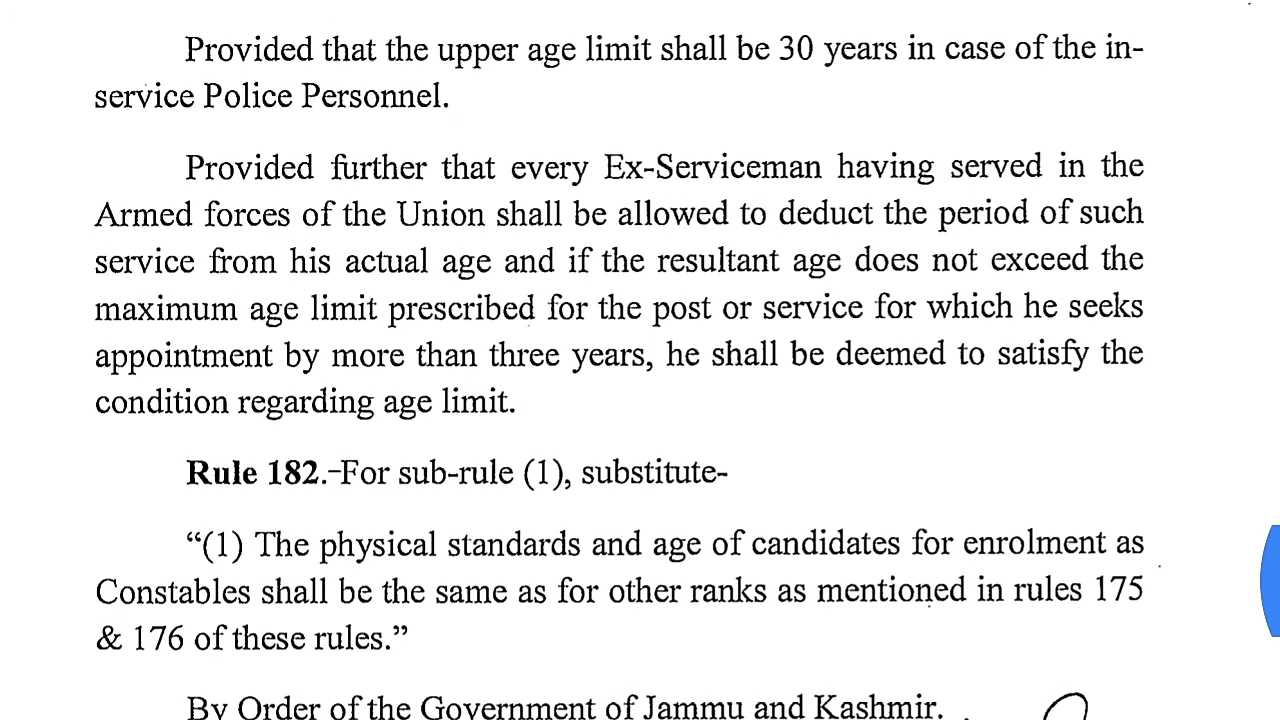 Provided that the upper age limit shall be 30 years in case of the in-
service Police Personnel.
Provided further that every Ex-Serviceman having served in the
Armed forces of the Union shall be allowed to deduct the period of such
service from his actual age and if the resultant age does not exceed the
maximum age limit prescribed for the post or service for which he seeks
appointment by more than three years, he shall be deemed to satisfy the
condition regarding age limit.
Rule 182.-For sub-rule (1), substitute-
“(1) The physical standards and age of candidates for enrolment as
Constables shall be the same as for other ranks as mentioned in rules 175
& 176 of these rules.”
By Order of the Government of Jammu and Kashmir.